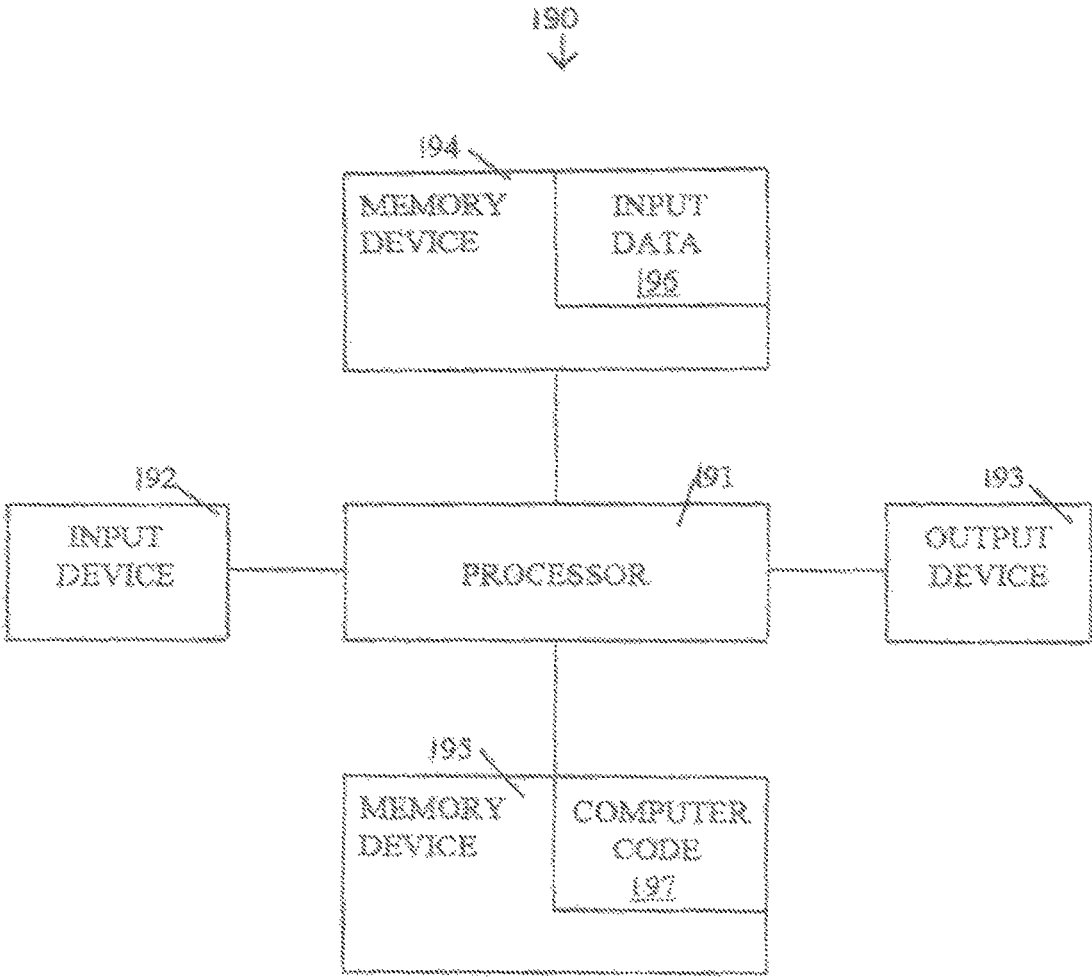 190
194
MEMORY
DEVICE
INPUT
DATA
196
192
INPUT
DEVICE
191
PROCESSOR
193
OUTPUT
DEVICE
195
MEMORY
DEVICE
COMPUTER
CODE
197